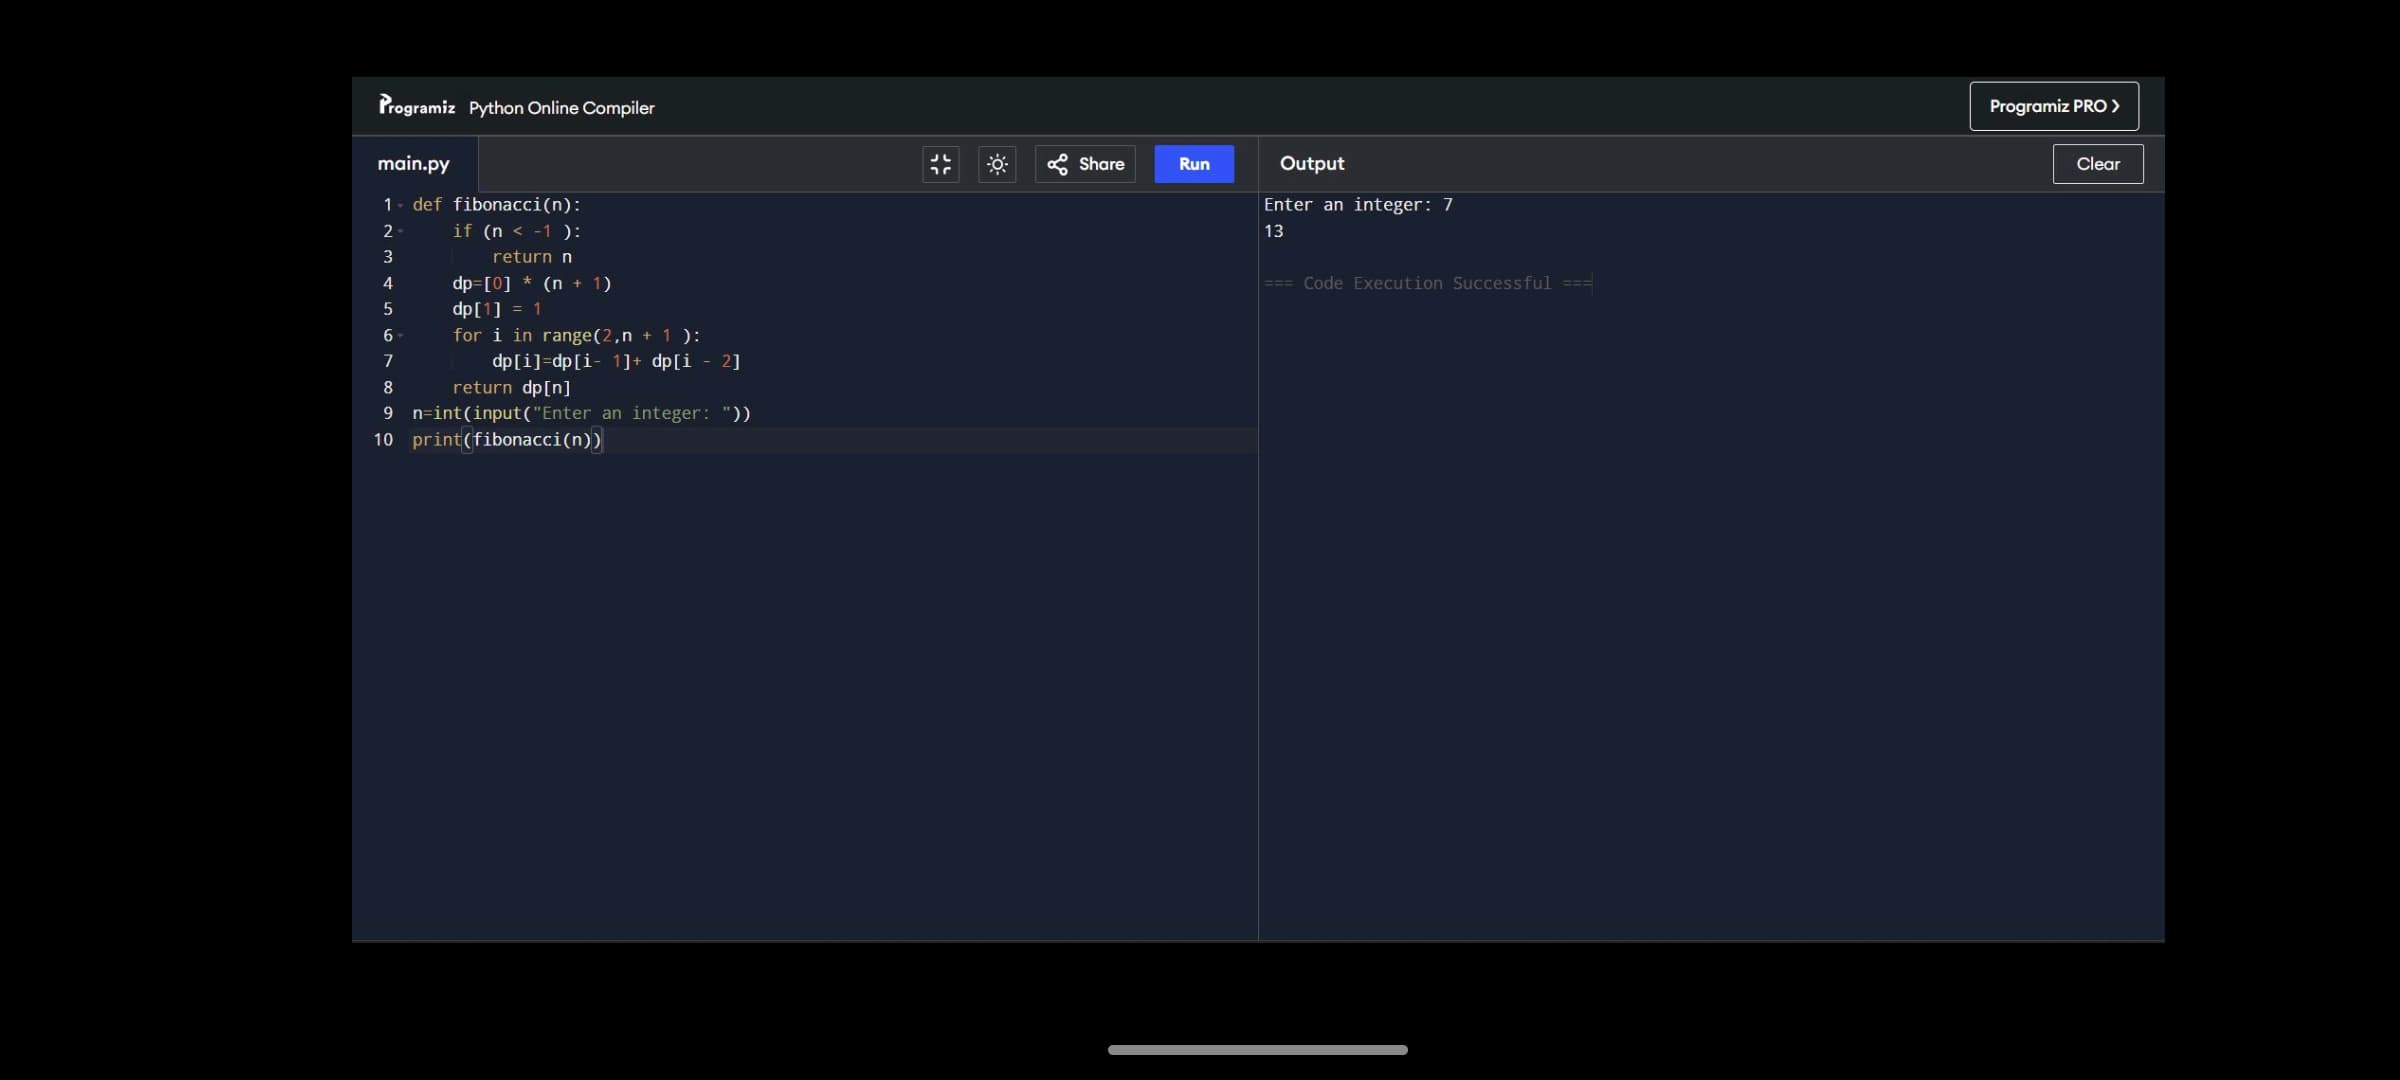 Programiz Python Online Compiler
Programiz PRO >
main.py
Share
Run
Output
Clear
1 def fibonacci(n):
2     if (n < -1 ):
3         return n
4     dp=[0] * (n + 1)
5     dp[1] = 1
6     for i in range(2,n + 1 ):
7         dp[i]=dp[i- 1]+ dp[i - 2]
8     return dp[n]
9 n=int(input("Enter an integer: "))
10 print(fibonacci(n))
Enter an integer: 7
13
=== Code Execution Successful ===